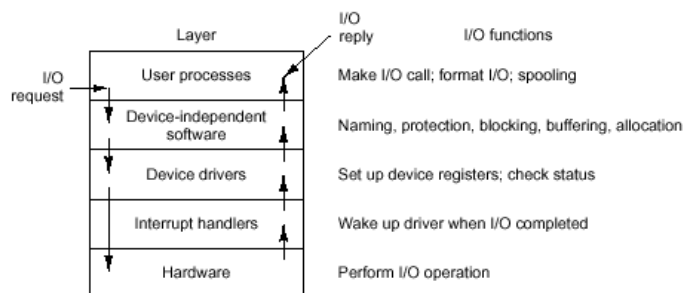 Layer
I/O
reply
I/O functions
I/O
request
User processes
Make I/O call; format I/O; spooling
Device-independent
software
Naming, protection, blocking, buffering, allocation
Device drivers
Set up device registers; check status
Interrupt handlers
Wake up driver when I/O completed
Hardware
Perform I/O operation